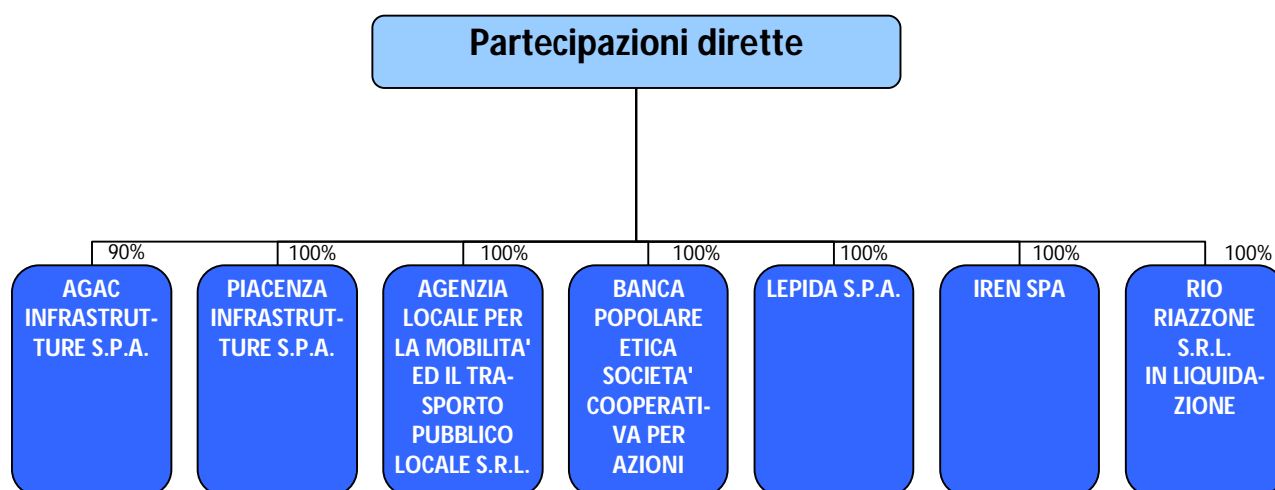 Partecipazioni dirette
90%
100%
100%
100%
100%
100%
100%
AGAC
INFRASTRUT-
TURE S.P.A.
PIACENZA
INFRASTRUT-
TURE S.P.A.
AGENZIA
LOCALE PER
LA MOBILITA'
ED IL TRA-
SPORTO
PUBBLICO
LOCALE S.R.L.
BANCA
POPOLARE
ETICA
SOCIETA'
COOPERATI-
VA PER
AZIONI
LEPIDA S.P.A.
IREN SPA
RIO
RIAZZONE
S.R.L.
IN LIQUIDA-
ZIONE